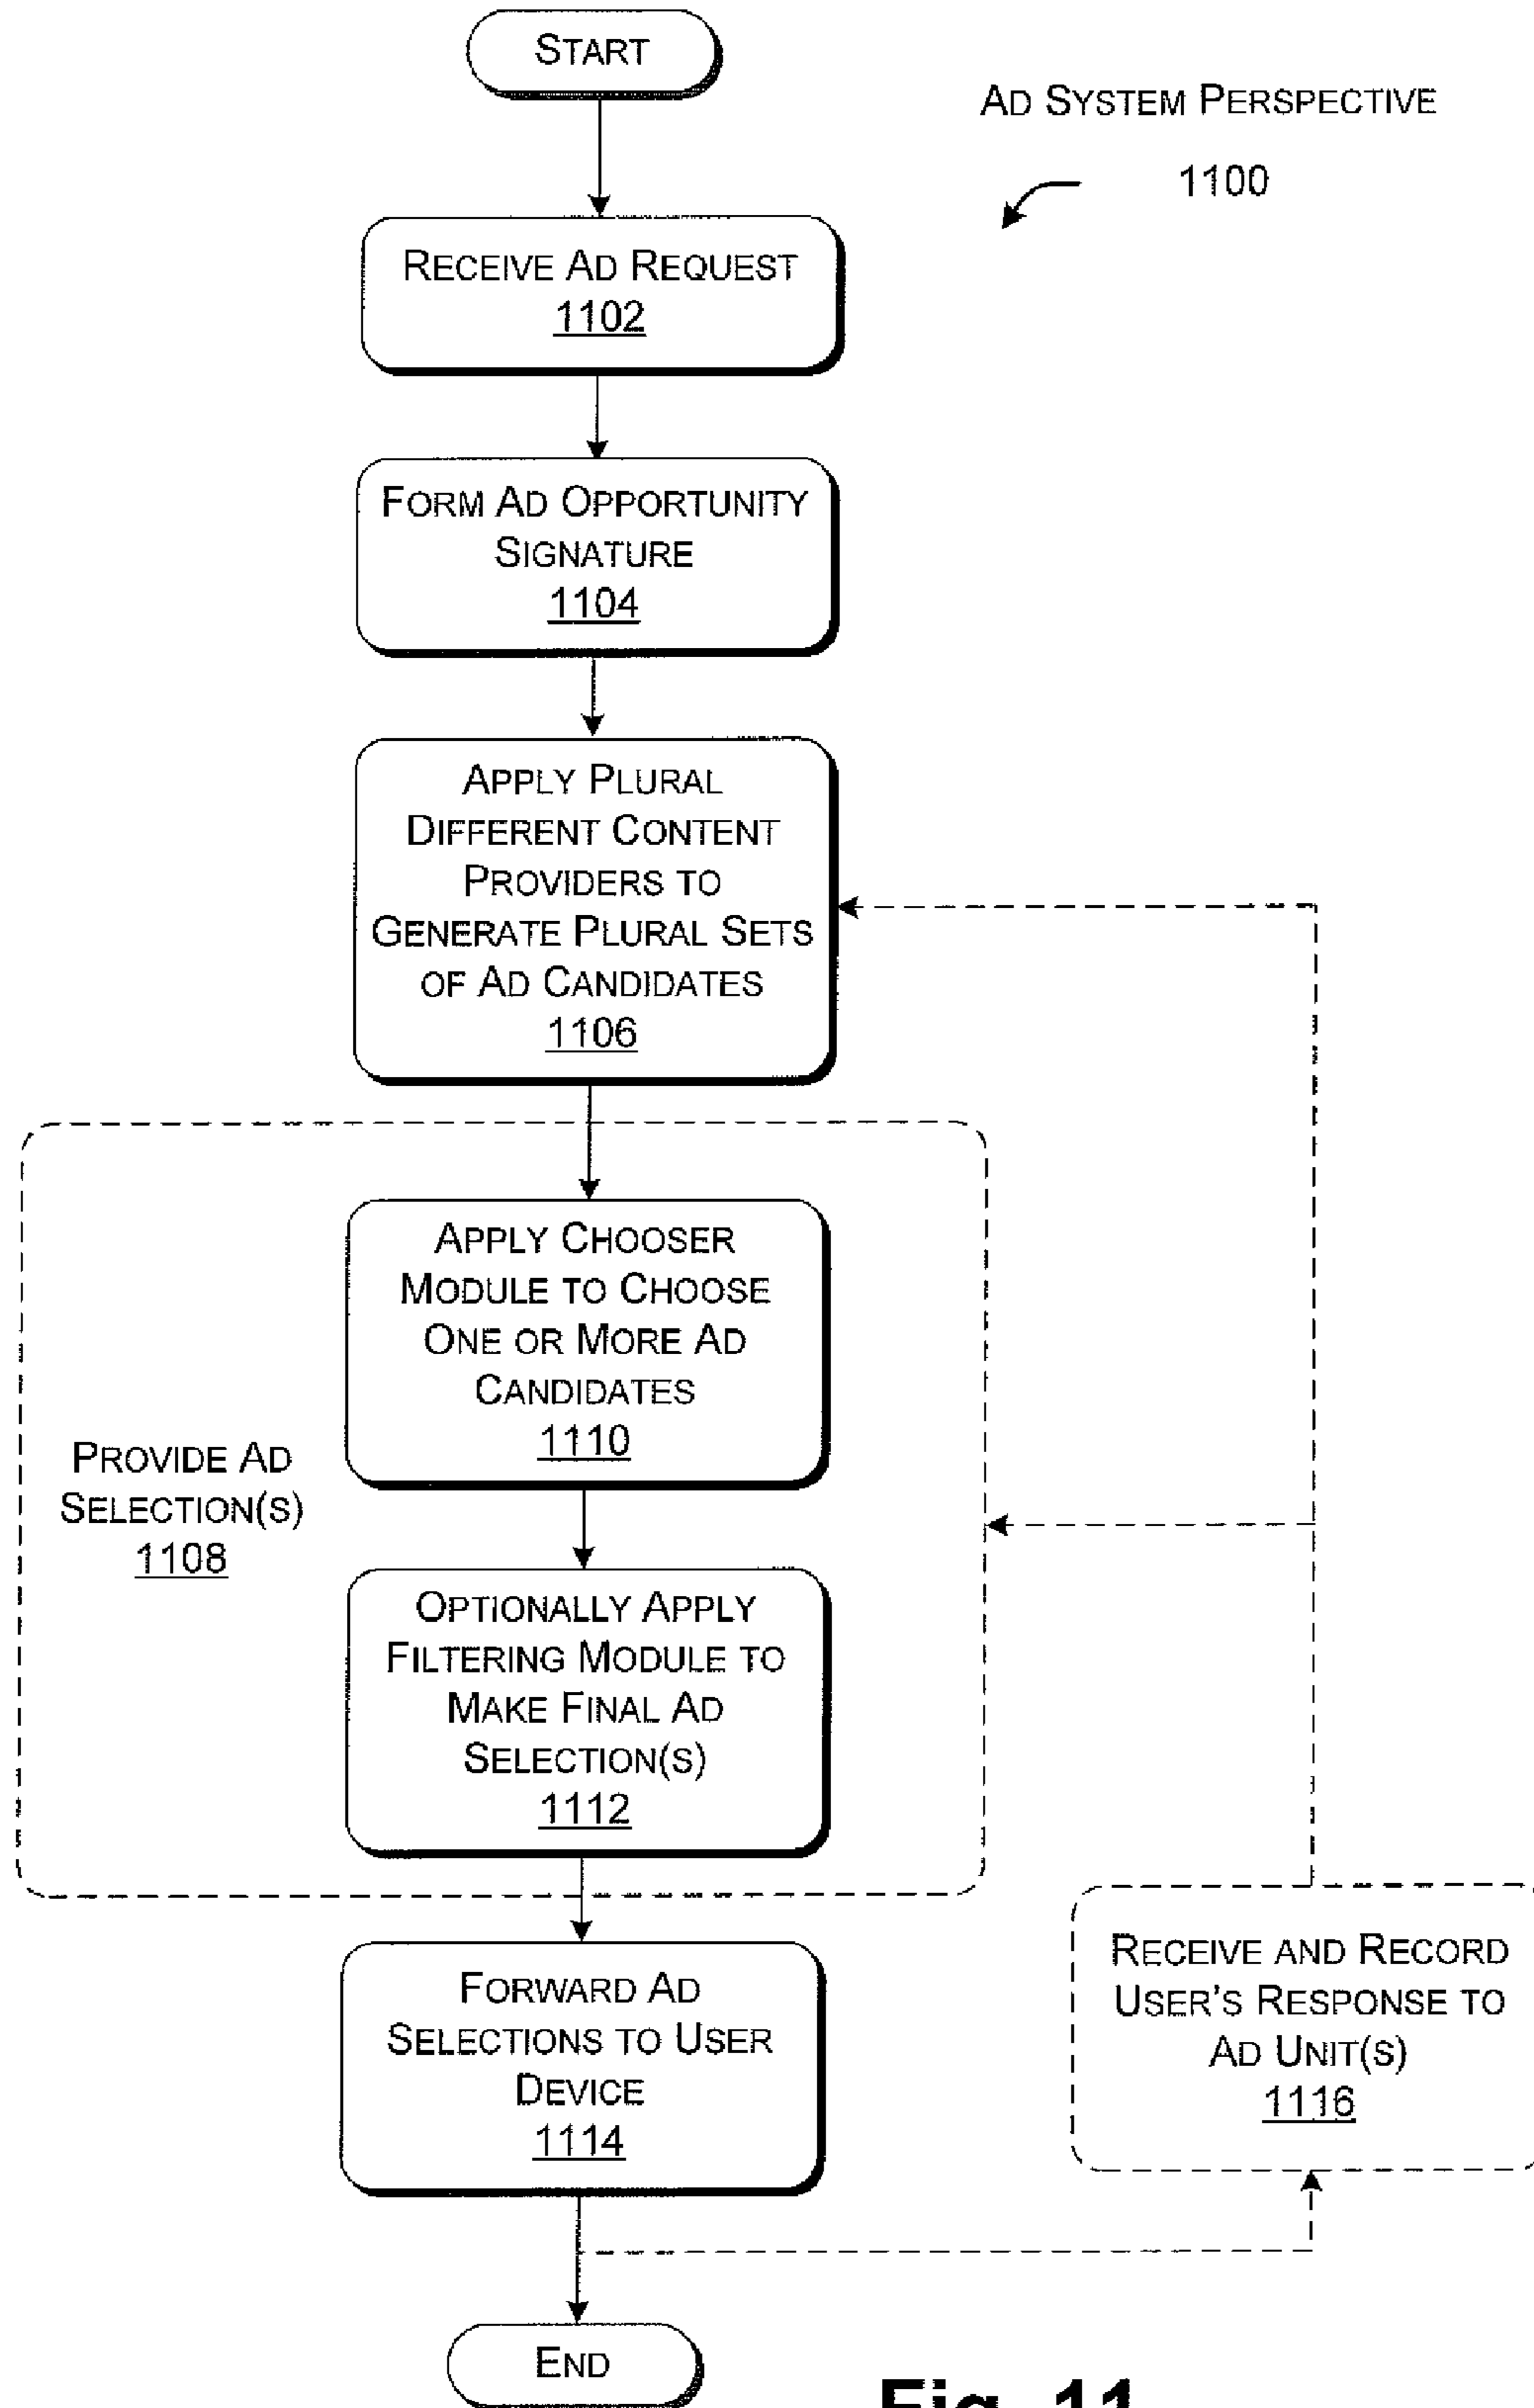 START
AD SYSTEM PERSPECTIVE
1100
RECEIVE AD REQUEST
1102
FORM AD OPPORTUNITY
SIGNATURE
1104
APPLY PLURAL
DIFFERENT CONTENT
PROVIDERS TO
GENERATE PLURAL SETS
OF AD CANDIDATES
1106
APPLY CHOOSER
MODULE TO CHOOSE
ONE OR MORE AD
CANDIDATES
1110
PROVIDE AD
SELECTION(S)
1108
OPTIONALLY APPLY
FILTERING MODULE TO
MAKE FINAL AD
SELECTION(S)
1112
FORWARD AD
SELECTIONS TO USER
DEVICE
1114
RECEIVE AND RECORD
USER'S RESPONSE TO
AD UNIT(S)
1116
END
Fig. 11